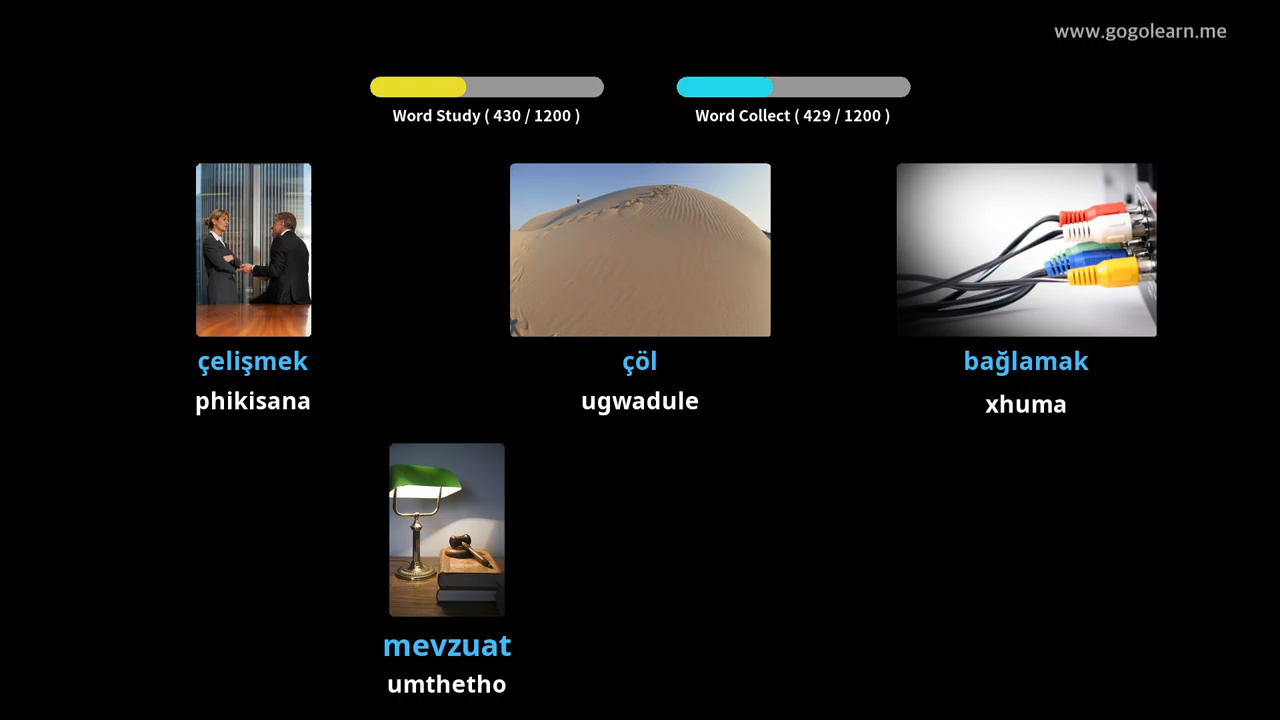 www.gogolearn.me
Word Study ( 430 / 1200 )
Word Collect ( 429 / 1200 )
çelişmek
phikisana
çöl
ugwadule
bağlamak
xhuma
mevzuat
umthetho